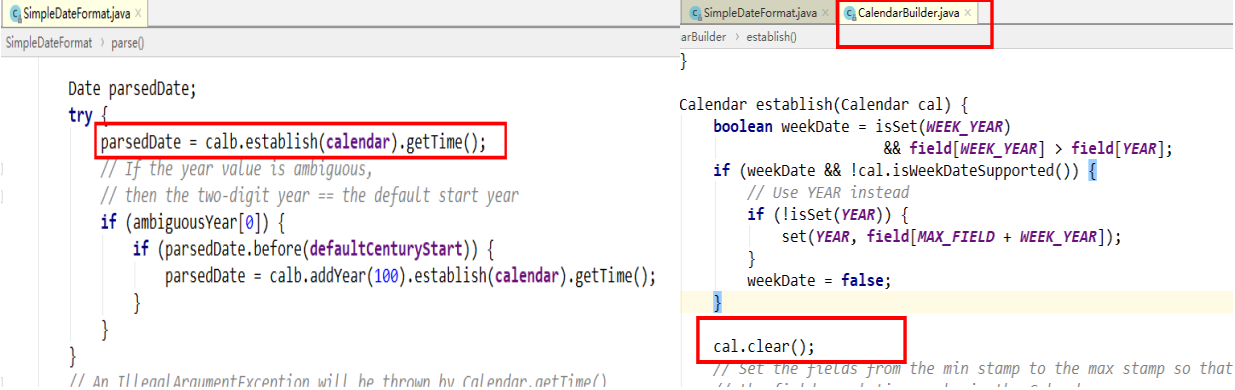 SimpleDateFormat.java ×
SimpleDateFormat › parse()
Date parsedDate;
try {
parsedDate = calb.establish(calendar).getTime();
// If the year value is ambiguous,
// then the two-digit year == the default start year
if (ambiguousYear[0]) {
if (parsedDate.before(defaultCenturyStart)) {
parsedDate = calb.addYear(100).establish(calendar).getTime();
}
}
}
// An IllegalArgumentException will be thrown by Calendar.getTime()
SimpleDateFormat.java × CalendarBuilder.java ×
arBuilder › establish()
}
Calendar establish(Calendar cal) {
boolean weekDate = isSet(WEEK_YEAR)
&& field[WEEK_YEAR] > field[YEAR];
if (weekDate && !cal.isWeekDateSupported()) {
// Use YEAR instead
if (!isSet(YEAR)) {
set(YEAR, field[MAX_FIELD + WEEK_YEAR]);
}
weekDate = false;
}
cal.clear();
// Set the fields from the min stamp to the max stamp so that